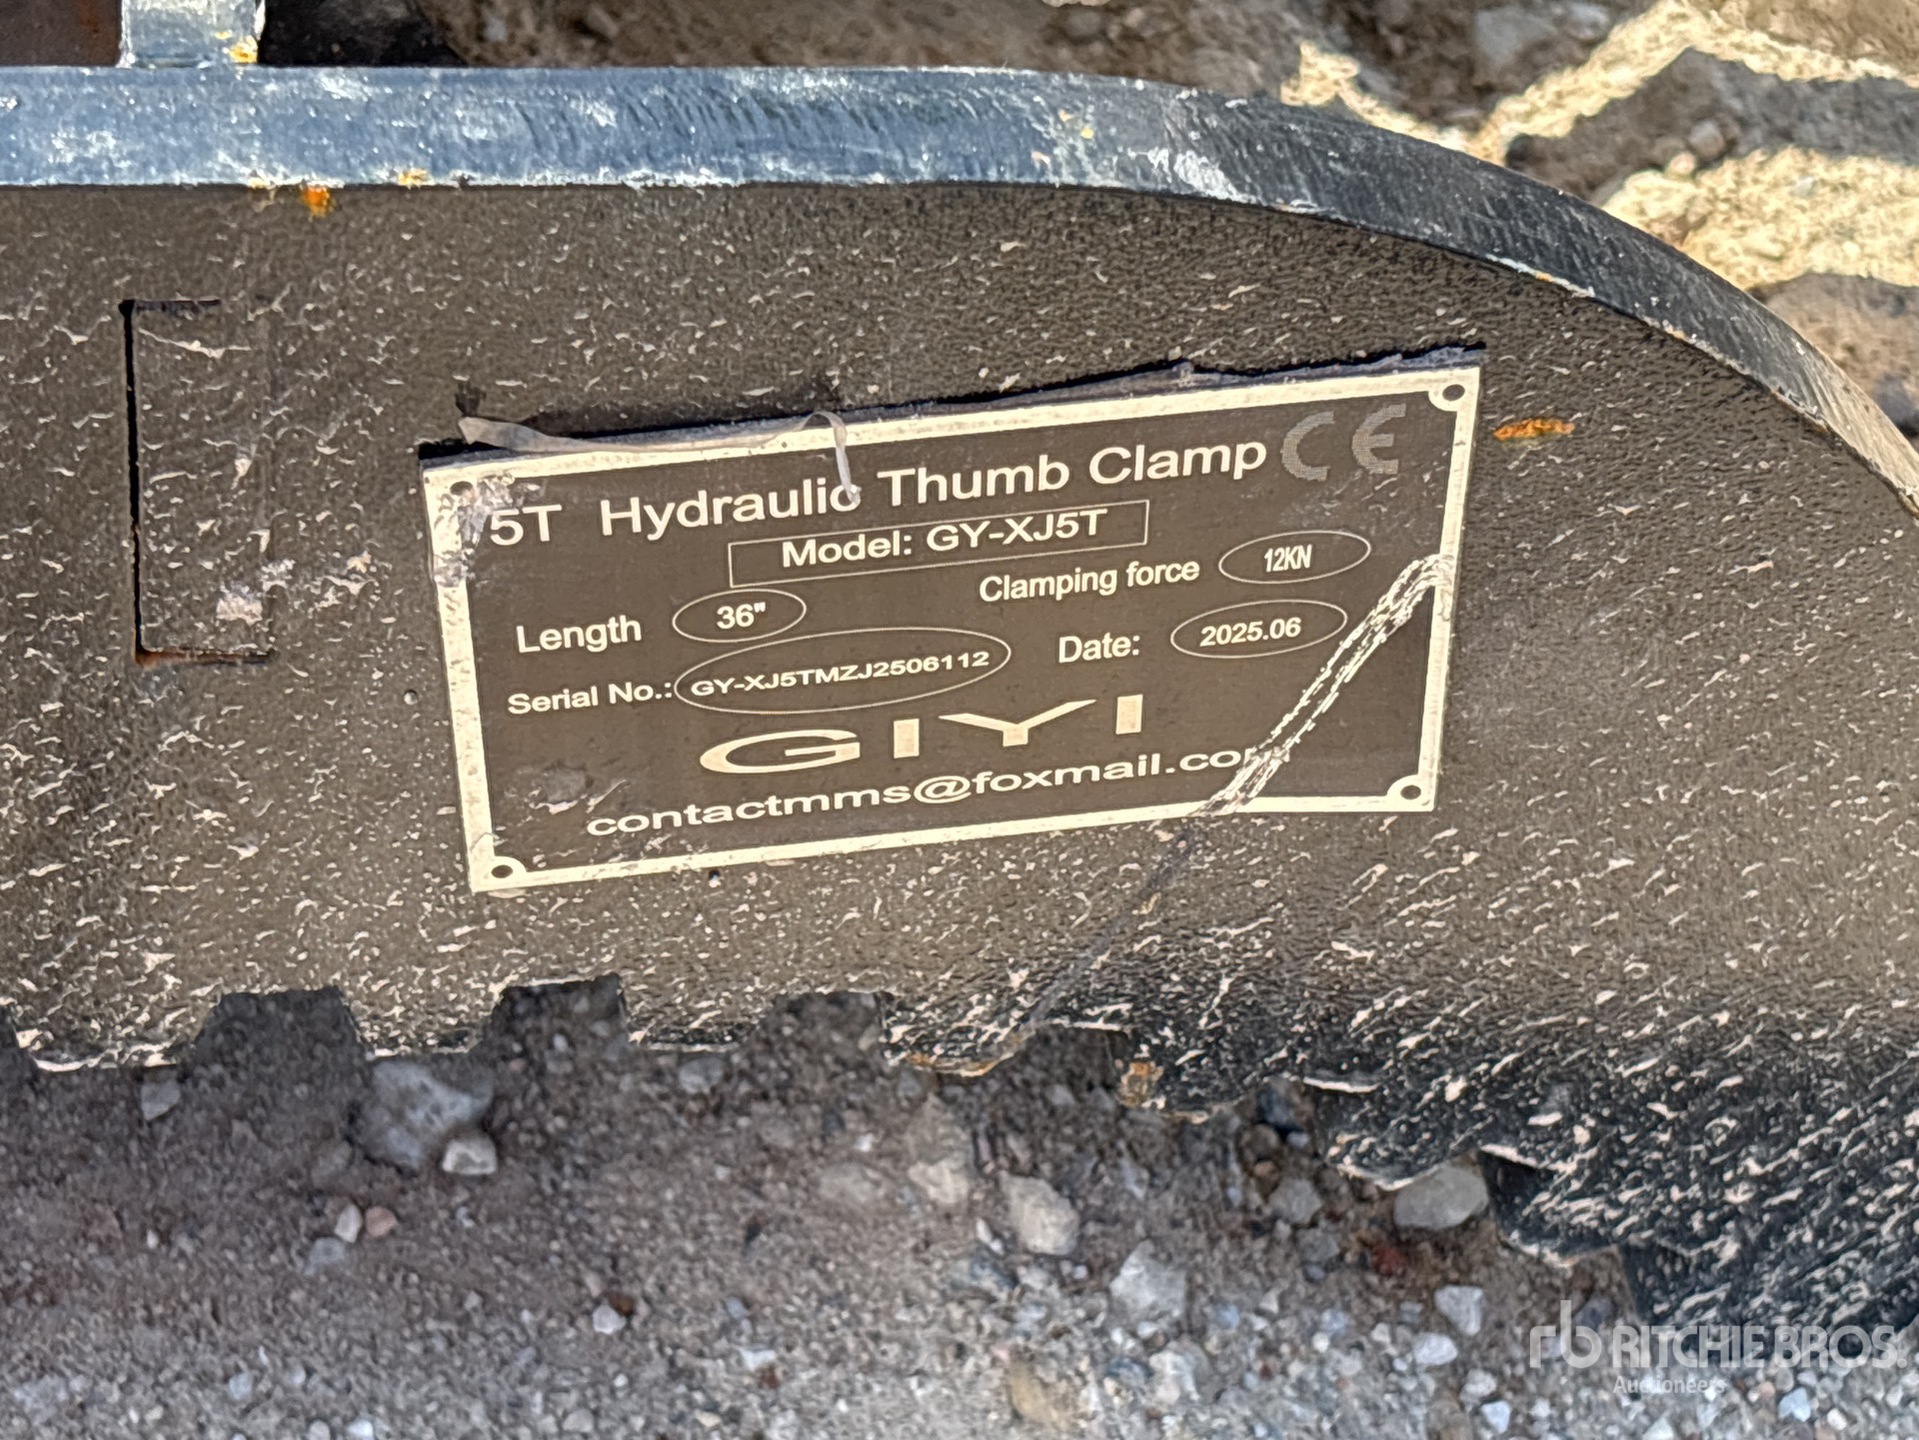 5T Hydraulic Thumb Clamp CE
Model: GY-XJ5T
Clamping force 12KN
Length 36"
Date: 2025.06
Serial No.: GY-XJ5TMZJ2506112
GIYI
contactmms@foxmail.com
rb RITCHIE BROS.
Auctioneers